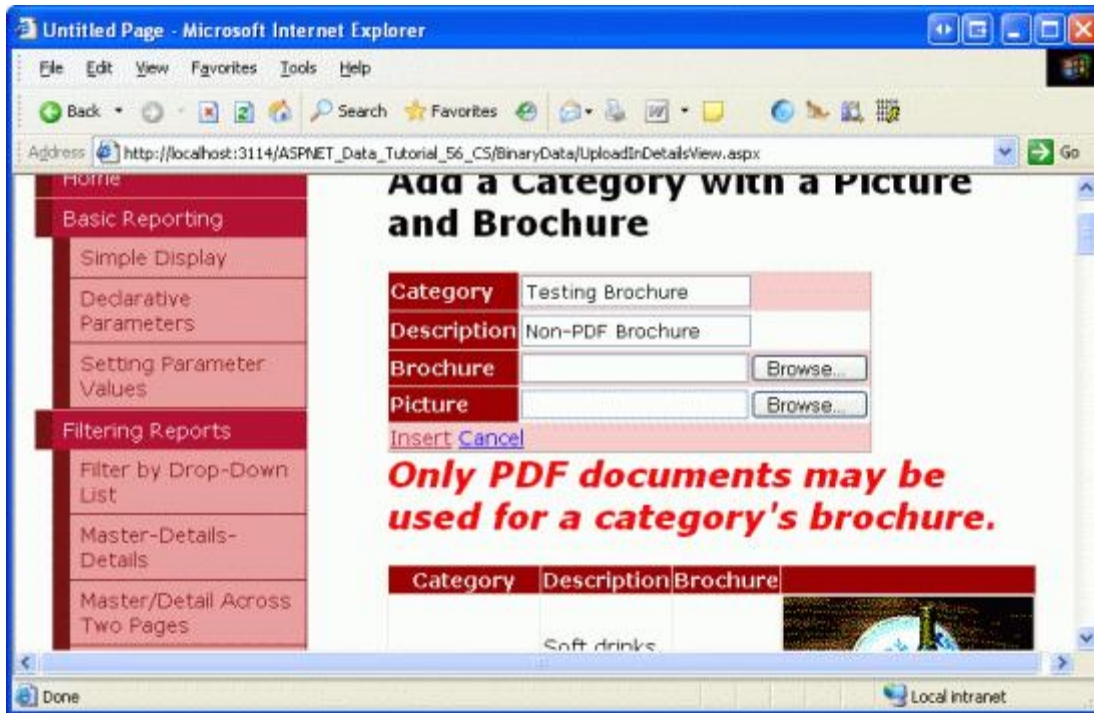 Untitled Page - Microsoft Internet Explorer
File Edit View Favorites Tools Help
Back Search Favorites
Address http://localhost:3114/ASPNET_Data_Tutorial_56_CS/BinaryData/UploadInDetailsView.aspx Go
Home
Basic Reporting
Simple Display
Declarative
Parameters
Setting Parameter
Values
Filtering Reports
Filter by Drop-Down
List
Master-Details-
Details
Master/Detail Across
Two Pages
Add a Category with a Picture
and Brochure
Category Testing Brochure
Description Non-PDF Brochure
Brochure Browse...
Picture Browse...
Insert Cancel
Only PDF documents may be
used for a category's brochure.
Category Description Brochure
Soft drinks,
Done Local intranet